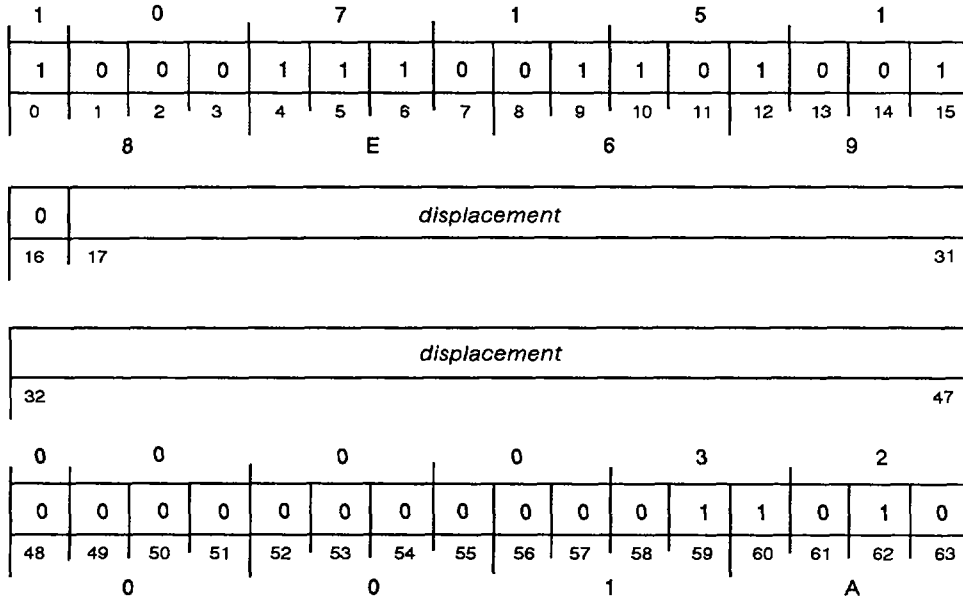 1 0 7 1 5 1
1 0 0 0 1 1 1 0 0 1 1 0 1 0 0 1
0 1 2 3 4 5 6 7 8 9 10 11 12 13 14 15
8 E 6 9
0 displacement
16 17 31
displacement
32 47
0 0 0 0 3 2
0 0 0 0 0 0 0 0 0 0 0 1 1 0 1 0
48 49 50 51 52 53 54 55 56 57 58 59 60 61 62 63
0 0 1 A